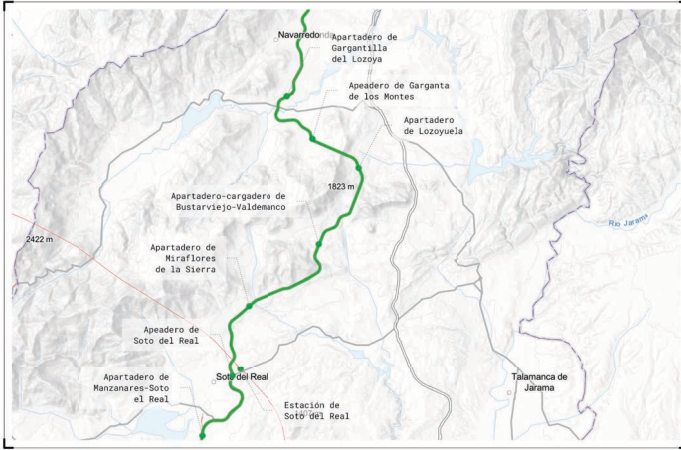 Navarredonda
Apartadero de
Gargantilla
del Lozoya
Apeadero de Garganta
de los Montes
Apartadero
de Lozoyuela
1823 m
Apartadero-cargadero de
Bustarviejo-Valdemanco
Río Jarama
2422 m
Apartadero de
Miraflores
de la Sierra
Apeadero de
Soto del Real
Soto del Real
Apartadero de
Manzanares-Soto
el Real
Talamanca de
Jarama
Estación de
Soto del Real